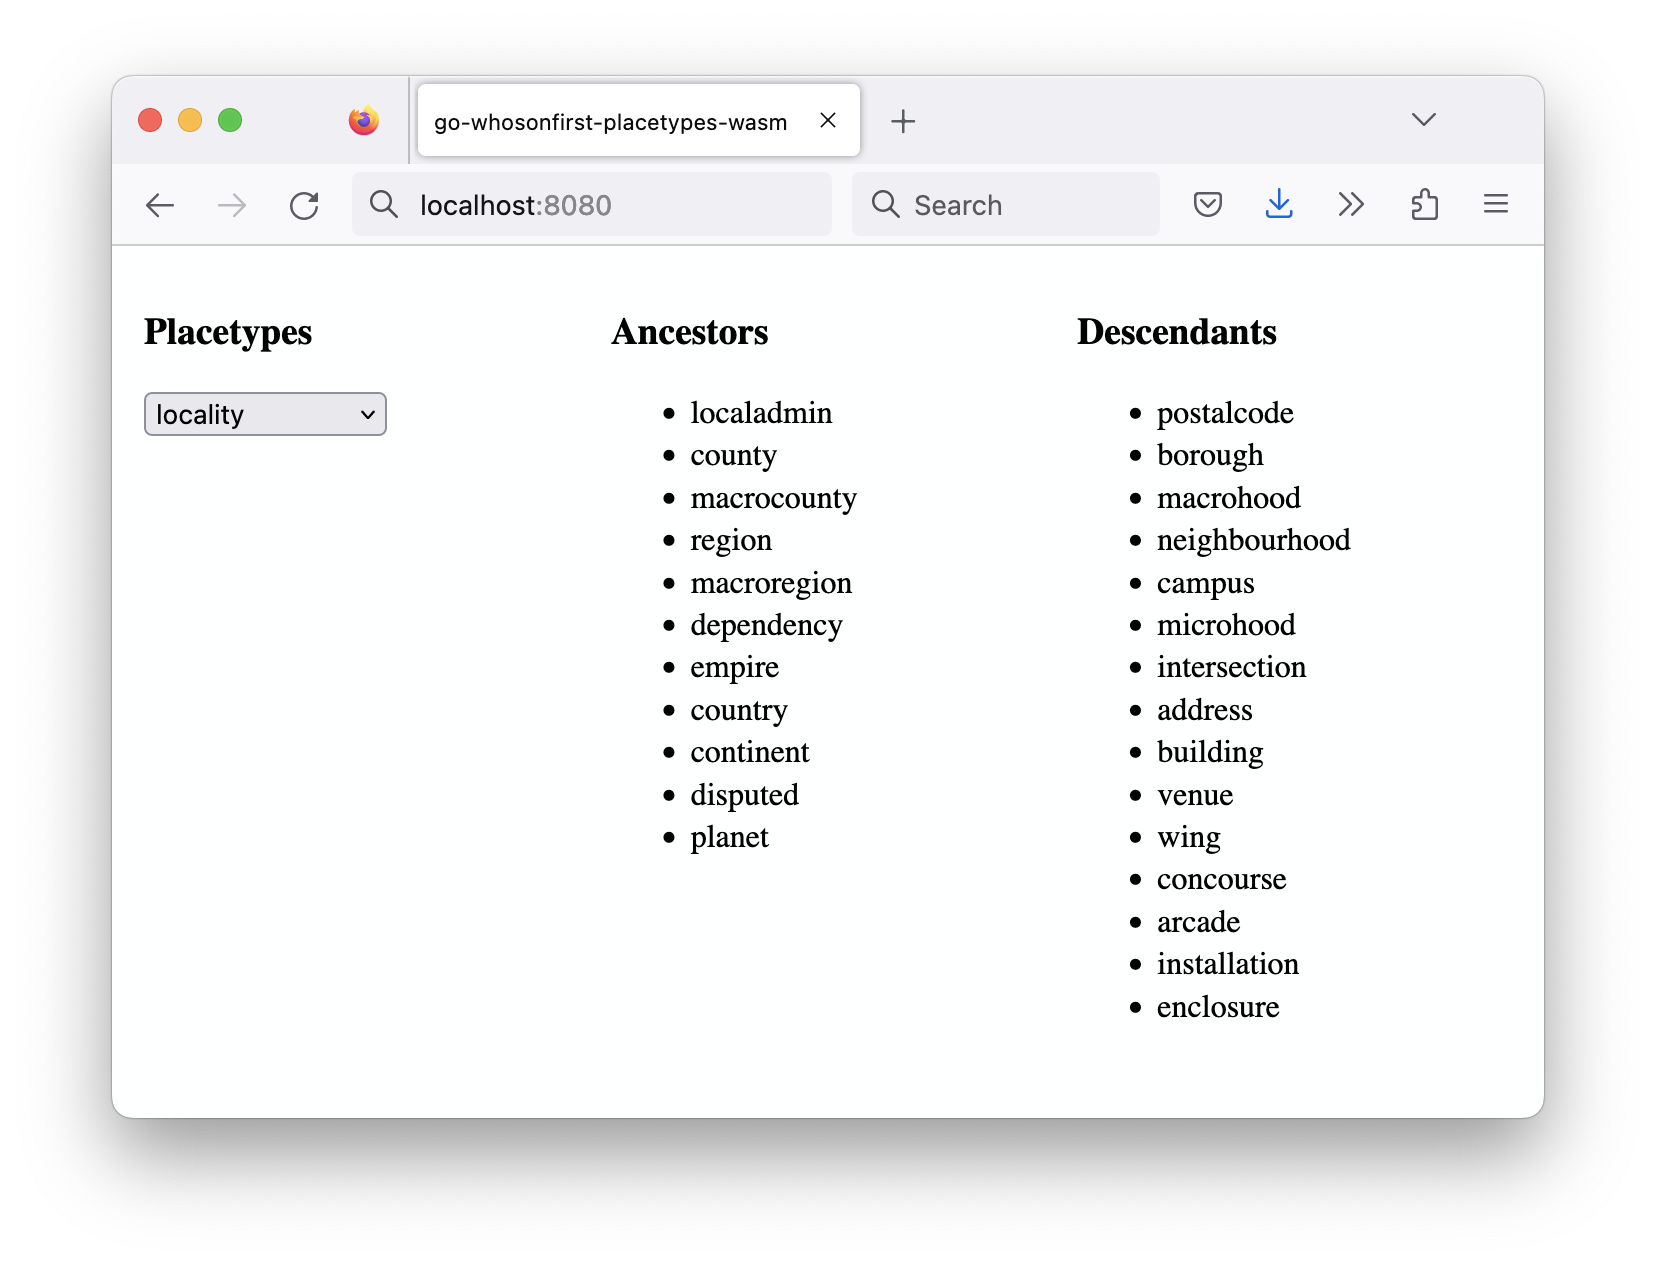 go-whosonfirst-placetypes-wasm
localhost:8080
Search
Placetypes
locality
Ancestors
localadmin
county
macrocounty
region
macroregion
dependency
empire
country
continent
disputed
planet
Descendants
postalcode
borough
macrohood
neighbourhood
campus
microhood
intersection
address
building
venue
wing
concourse
arcade
installation
enclosure